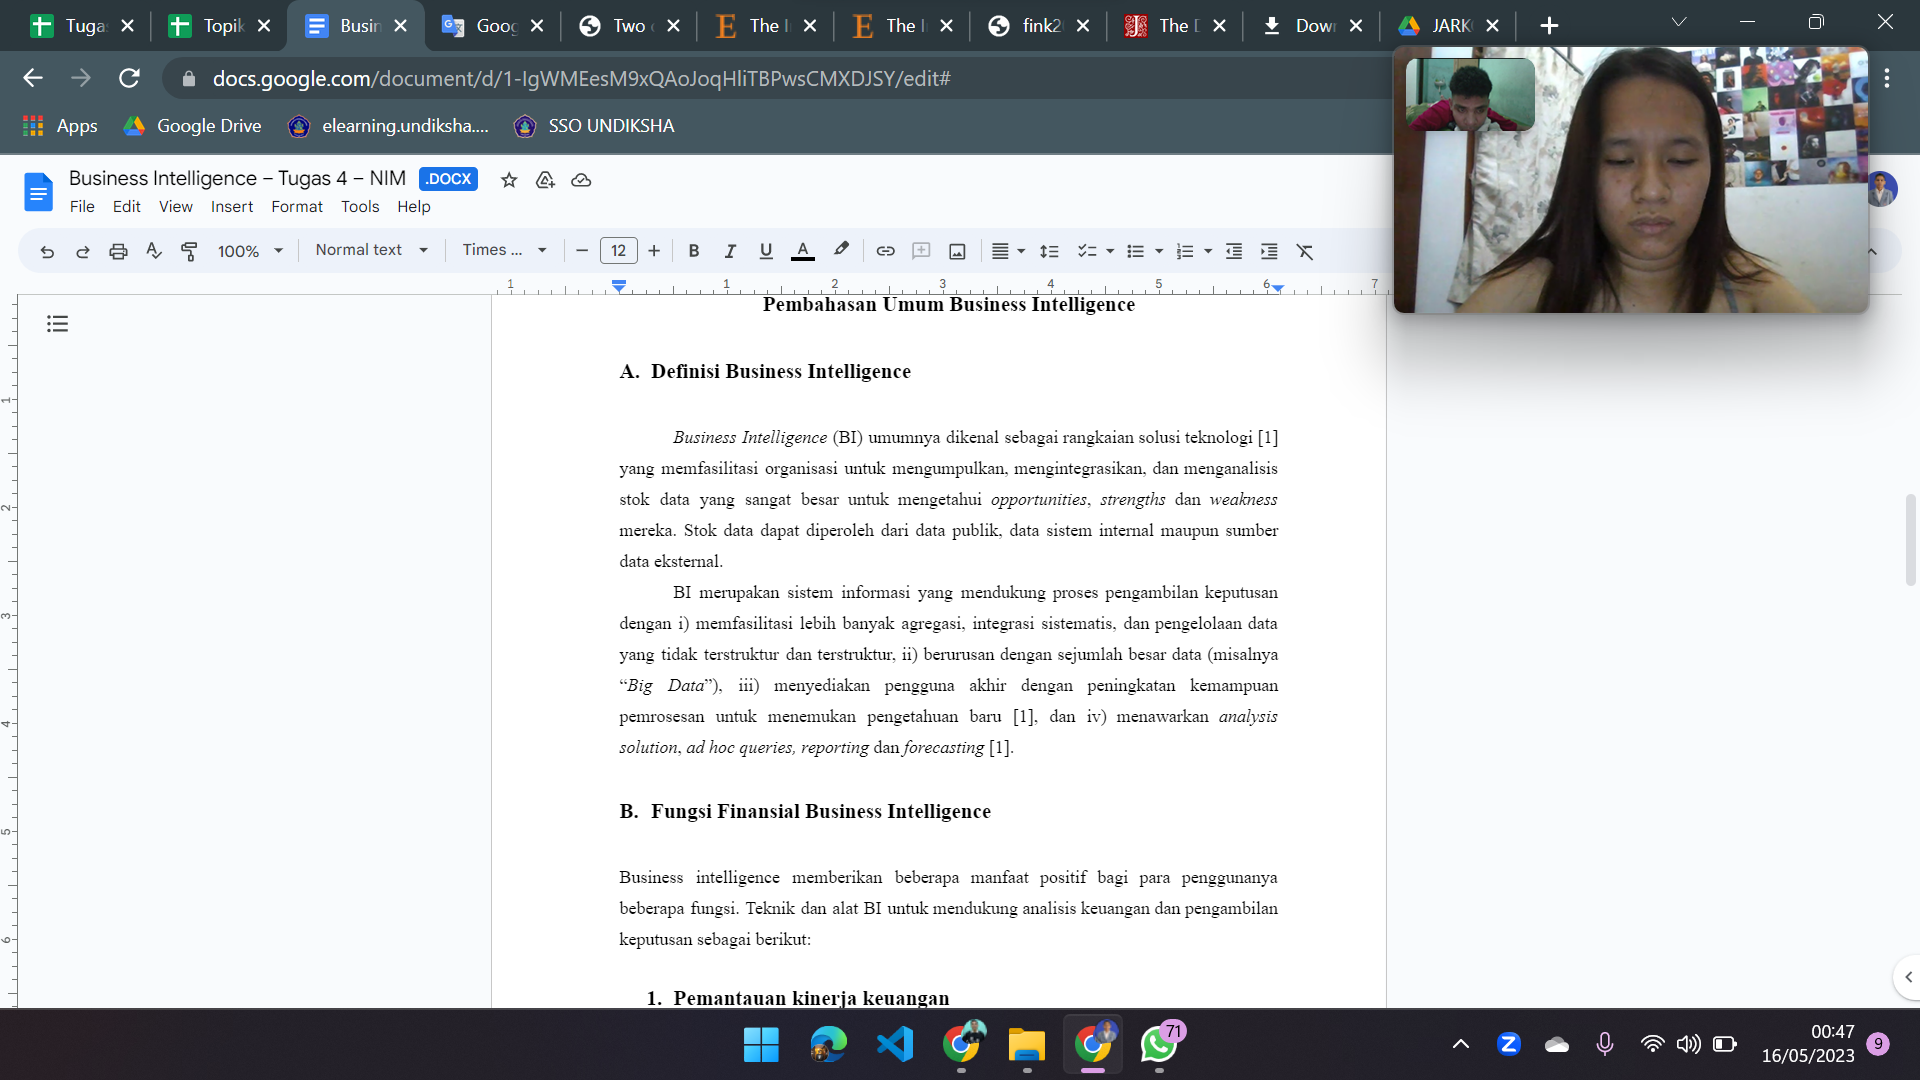 Tuga
Topik
Busin
Goog
Two
The I
The I
fink2
The D
Down
JARK
docs.google.com/document/d/1-IgWMEesM9xQAoJoqHliTBPwsCMXDJSY/edit#
Apps
Google Drive
elearning.undiksha....
SSO UNDIKSHA
Business Intelligence – Tugas 4 – NIM .DOCX
File Edit View Insert Format Tools Help
100% Normal text Times ... 12
1 1 2 3 4 5 6 7
Pembahasan Umum Business Intelligence
A. Definisi Business Intelligence
Business Intelligence (BI) umumnya dikenal sebagai rangkaian solusi teknologi [1]
yang memfasilitasi organisasi untuk mengumpulkan, mengintegrasikan, dan menganalisis
stok data yang sangat besar untuk mengetahui opportunities, strengths dan weakness
mereka. Stok data dapat diperoleh dari data publik, data sistem internal maupun sumber
data eksternal.
BI merupakan sistem informasi yang mendukung proses pengambilan keputusan
dengan i) memfasilitasi lebih banyak agregasi, integrasi sistematis, dan pengelolaan data
yang tidak terstruktur dan terstruktur, ii) berurusan dengan sejumlah besar data (misalnya
“Big Data”), iii) menyediakan pengguna akhir dengan peningkatan kemampuan
pemrosesan untuk menemukan pengetahuan baru [1], dan iv) menawarkan analysis
solution, ad hoc queries, reporting dan forecasting [1].
B. Fungsi Finansial Business Intelligence
Business intelligence memberikan beberapa manfaat positif bagi para penggunanya
beberapa fungsi. Teknik dan alat BI untuk mendukung analisis keuangan dan pengambilan
keputusan sebagai berikut:
1. Pemantauan kinerja keuangan
71
00:47
16/05/2023
9